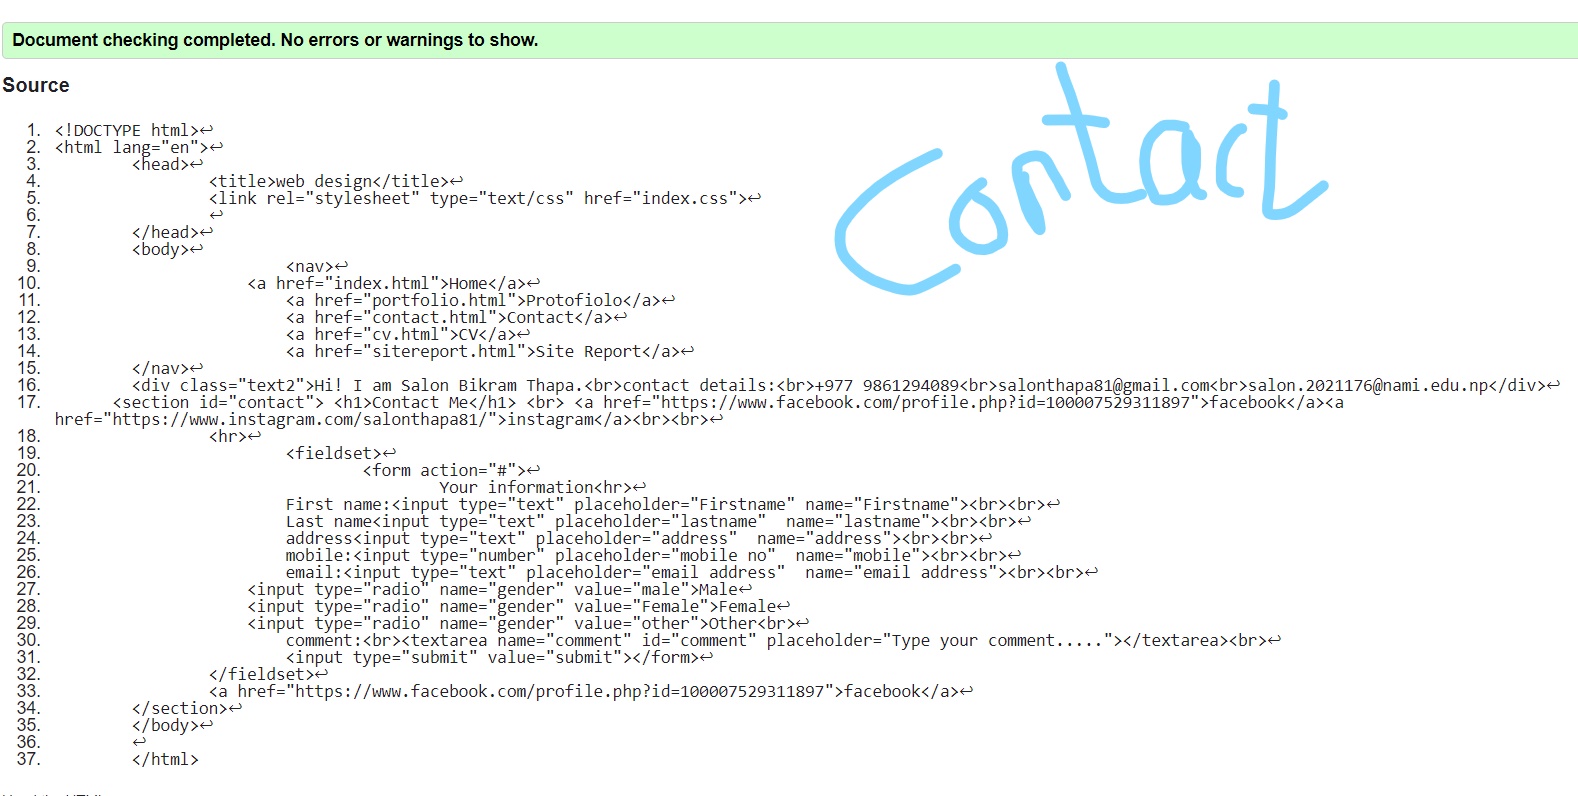 Document checking completed. No errors or warnings to show.
Source
Contact
1. <!DOCTYPE html>↩
2. <html lang="en">↩
3. <head>↩
4. <title>web design</title>↩
5. <link rel="stylesheet" type="text/css" href="index.css">↩
6. ↩
7. </head>↩
8. <body>↩
9. <nav>↩
10. <a href="index.html">Home</a>↩
11. <a href="portfolio.html">Protofiolo</a>↩
12. <a href="contact.html">Contact</a>↩
13. <a href="cv.html">CV</a>↩
14. <a href="sitereport.html">Site Report</a>↩
15. </nav>↩
16. <div class="text2">Hi! I am Salon Bikram Thapa.<br>contact details:<br>+977 9861294089<br>salonthapa81@gmail.com<br>salon.2021176@nami.edu.np</div>↩
17. <section id="contact"> <h1>Contact Me</h1> <br> <a href="https://www.facebook.com/profile.php?id=100007529311897">facebook</a><a
href="https://www.instagram.com/salonthapa81/">instagram</a><br><br>↩
18. <hr>↩
19. <fieldset>↩
20. <form action="#">↩
21. Your information<hr>↩
22. First name:<input type="text" placeholder="Firstname" name="Firstname"><br><br>↩
23. Last name<input type="text" placeholder="lastname"  name="lastname"><br><br>↩
24. address<input type="text" placeholder="address"  name="address"><br><br>↩
25. mobile:<input type="number" placeholder="mobile no"  name="mobile"><br><br>↩
26. email:<input type="text" placeholder="email address"  name="email address"><br><br>↩
27. <input type="radio" name="gender" value="male">Male↩
28. <input type="radio" name="gender" value="Female">Female↩
29. <input type="radio" name="gender" value="other">Other<br>↩
30. comment:<br><textarea name="comment" id="comment" placeholder="Type your comment....."></textarea><br>↩
31. <input type="submit" value="submit"></form>↩
32. </fieldset>↩
33. <a href="https://www.facebook.com/profile.php?id=100007529311897">facebook</a>↩
34. </section>↩
35. </body>↩
36. ↩
37. </html>